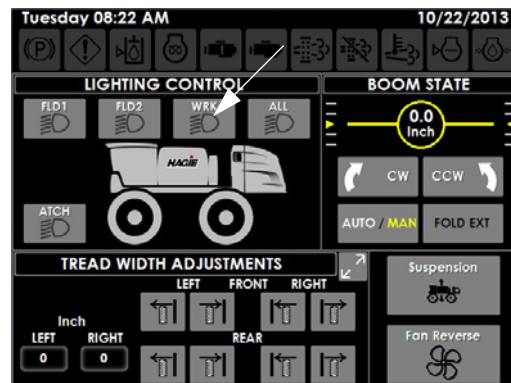 Tuesday 08:22 AM 10/22/2013
(P)
LIGHTING CONTROL BOOM STATE
FLD1 FLD2 WRK ALL
0.0
Inch
HAGIE
CW CCW
ATCH
AUTO / MAN FOLD EXT
TREAD WIDTH ADJUSTMENTS
LEFT FRONT RIGHT
Suspension
Inch
LEFT RIGHT
REAR
0 0
Fan Reverse